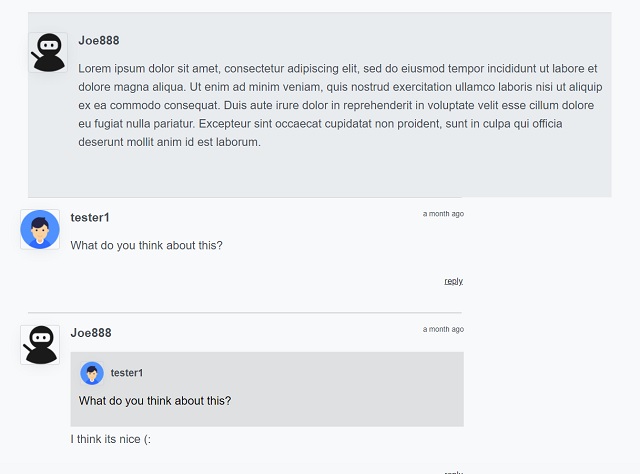 Joe888
Lorem ipsum dolor sit amet, consectetur adipiscing elit, sed do eiusmod tempor incididunt ut labore et
dolore magna aliqua. Ut enim ad minim veniam, quis nostrud exercitation ullamco laboris nisi ut aliquip
ex ea commodo consequat. Duis aute irure dolor in reprehenderit in voluptate velit esse cillum dolore
eu fugiat nulla pariatur. Excepteur sint occaecat cupidatat non proident, sunt in culpa qui officia
deserunt mollit anim id est laborum.
tester1
a month ago
What do you think about this?
reply
Joe888
a month ago
tester1
What do you think about this?
I think its nice (: